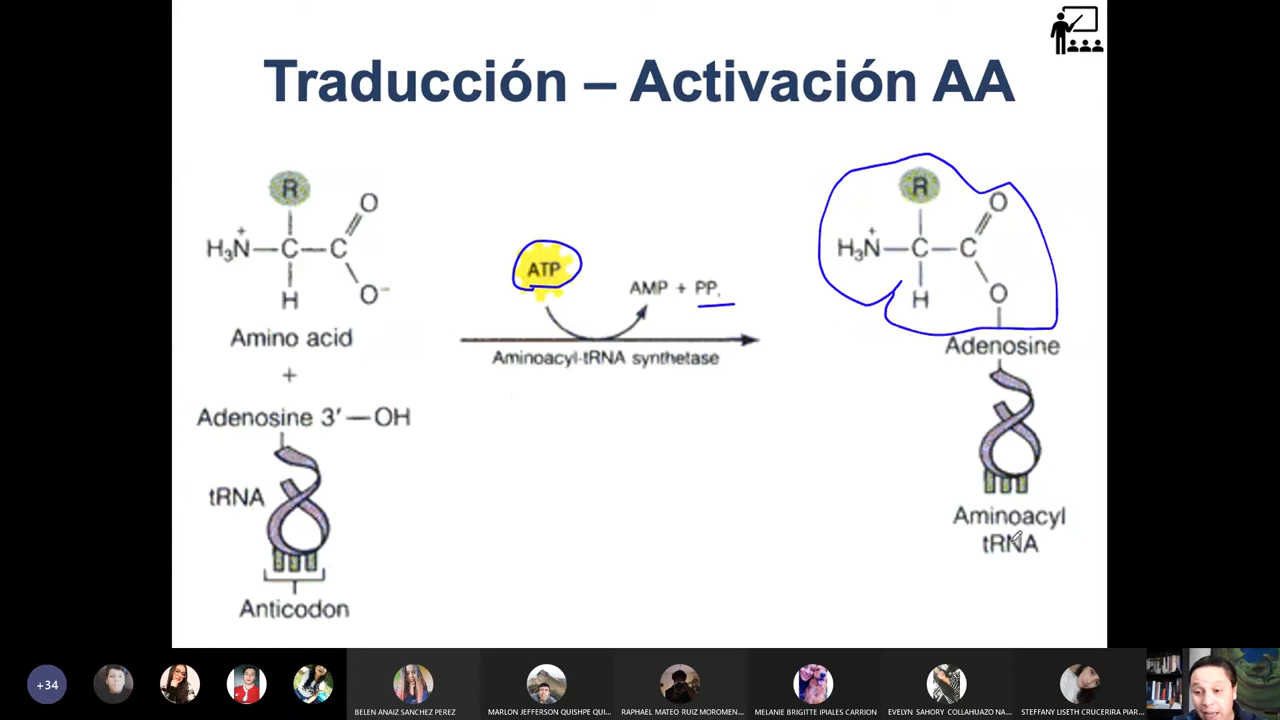 Traducción – Activación AA
R
O
H₃N⁺—C—C
H
O⁻
Amino acid
+
Adenosine 3′—OH
tRNA
Anticodon
ATP
AMP + PPᵢ
Aminoacyl-tRNA synthetase
R
O
H₃N⁺—C—C
H
O
Adenosine
Aminoacyl
tRNA
+34
BELEN ANAIZ SANCHEZ PEREZ
MARLON JEFFERSON QUISHPE QUI...
RAPHAEL MATEO RUIZ MOROMEN...
MELANIE BRIGITTE IPIALES CARRION
EVELYN SAHORY COLLAHUAZO NA...
STEFFANY LISETH CRUCERIRA PIAR...